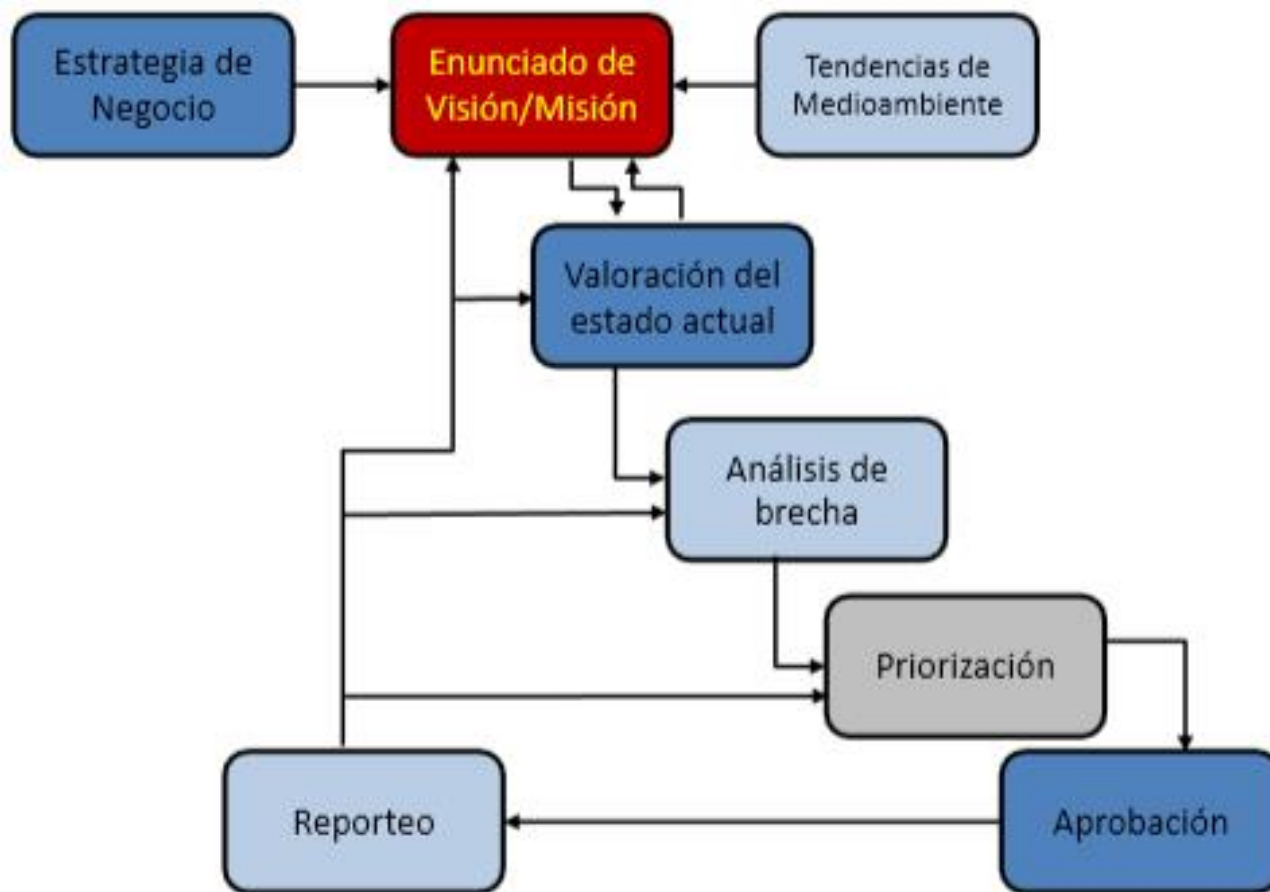 Estrategia de
Negocio
Enunciado de
Visión/Misión
Tendencias de
Medioambiente
Valoración del
estado actual
Análisis de
brecha
Priorización
Reporteo
Aprobación